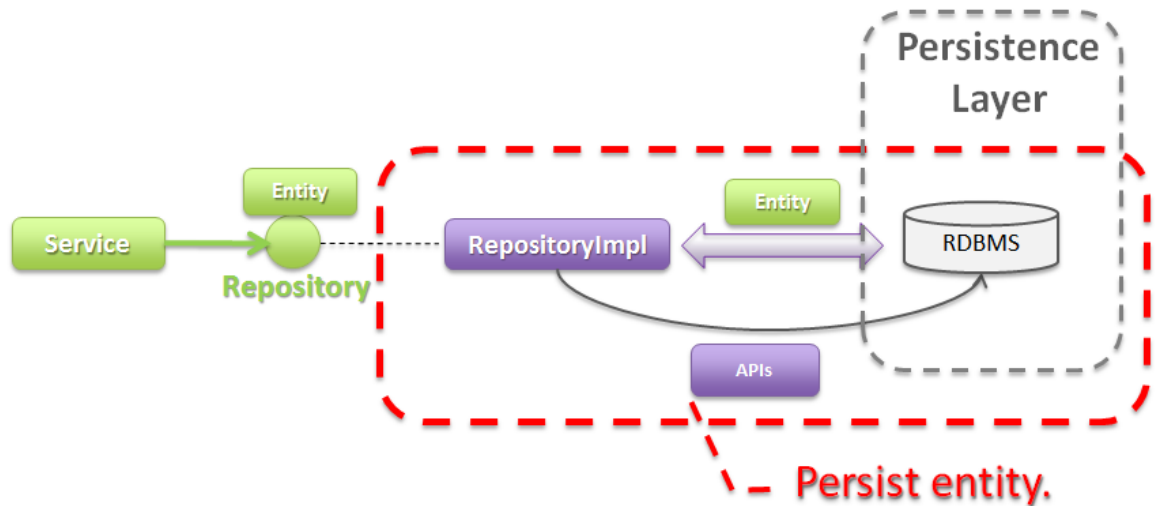 Persistence
Layer
Entity
Entity
Service
RepositoryImpl
RDBMS
Repository
APIs
Persist entity.